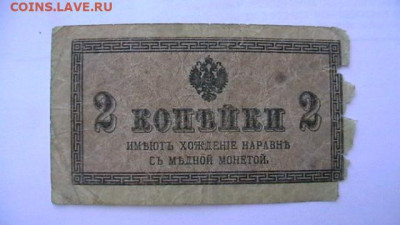 COINS.LAVE.RU
2 КОПѢЙКИ 2
ИМѢЮТЪ ХОЖДЕНІЕ НАРАВНѢ
СЪ МѢДНОЙ МОНЕТОЙ.